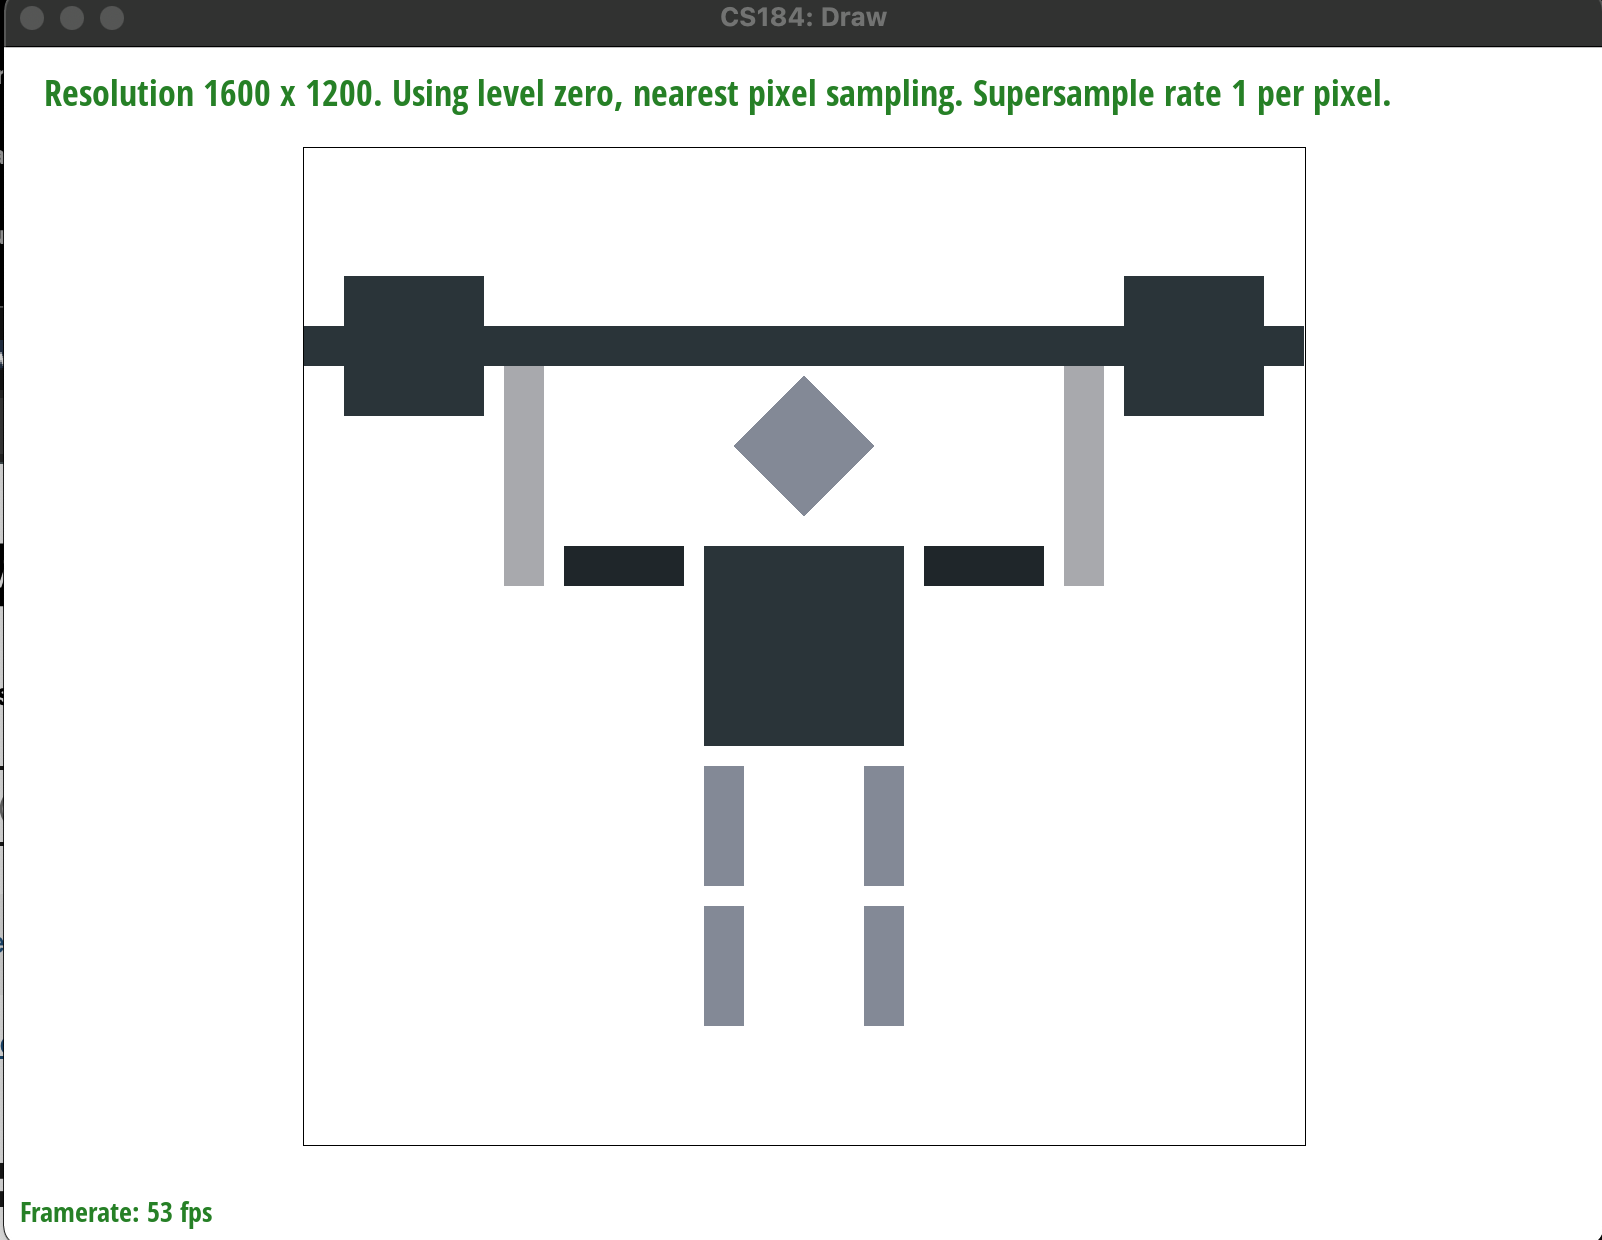 CS184: Draw
Resolution 1600 x 1200. Using level zero, nearest pixel sampling. Supersample rate 1 per pixel.
Framerate: 53 fps